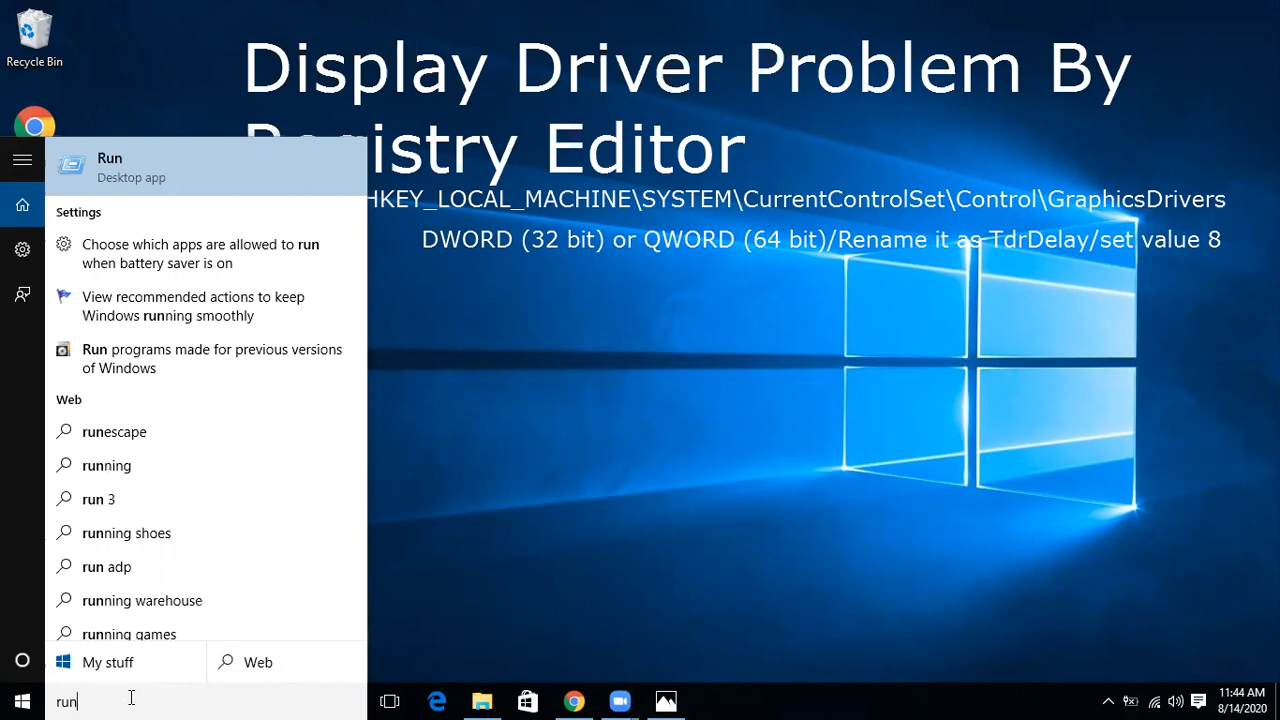 Recycle Bin
Display Driver Problem By
Registry Editor
HKEY_LOCAL_MACHINE\SYSTEM\CurrentControlSet\Control\GraphicsDrivers
DWORD (32 bit) or QWORD (64 bit)/Rename it as TdrDelay/set value 8
Run
Desktop app
Settings
Choose which apps are allowed to run
when battery saver is on
View recommended actions to keep
Windows running smoothly
Run programs made for previous versions
of Windows
Web
runescape
running
run 3
running shoes
run adp
running warehouse
running games
My stuff
Web
run
11:44 AM
8/14/2020